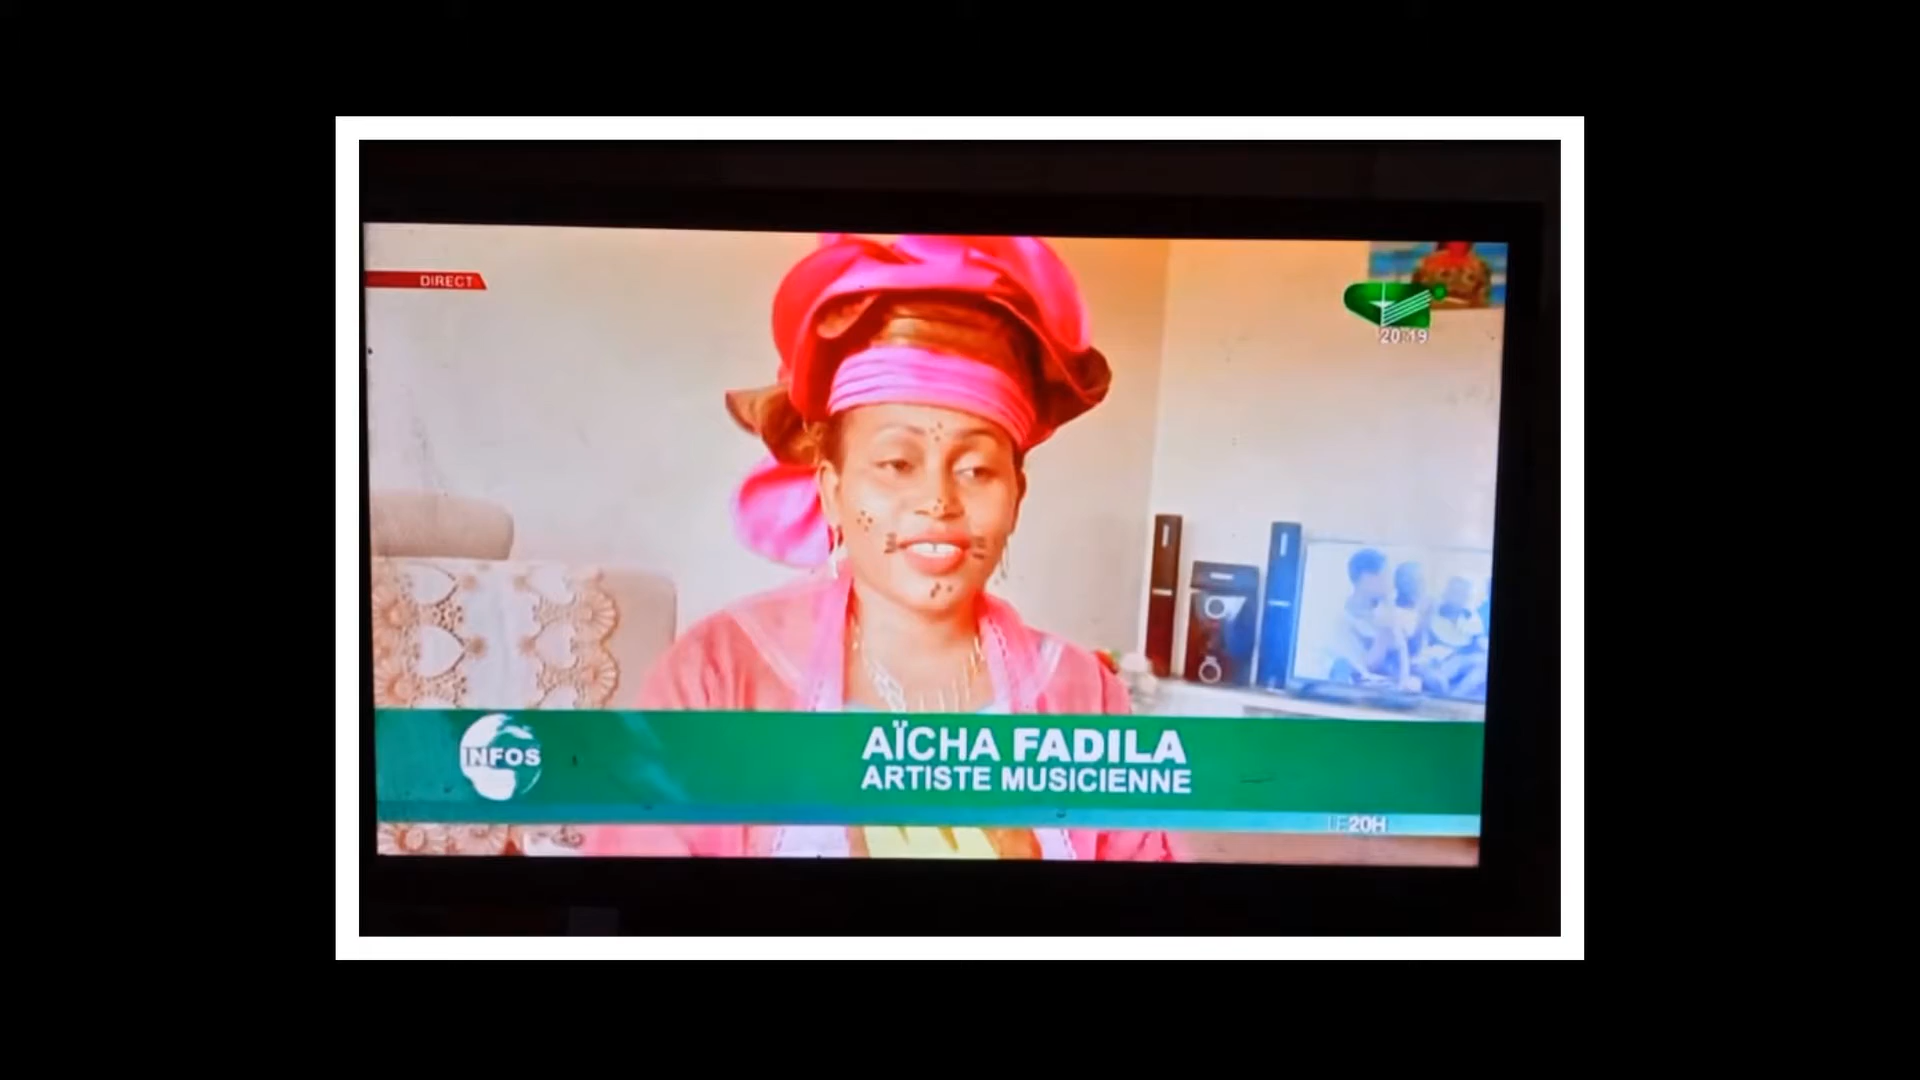 DIRECT
20:19
INFOS
AÏCHA FADILA
ARTISTE MUSICIENNE
LE20H